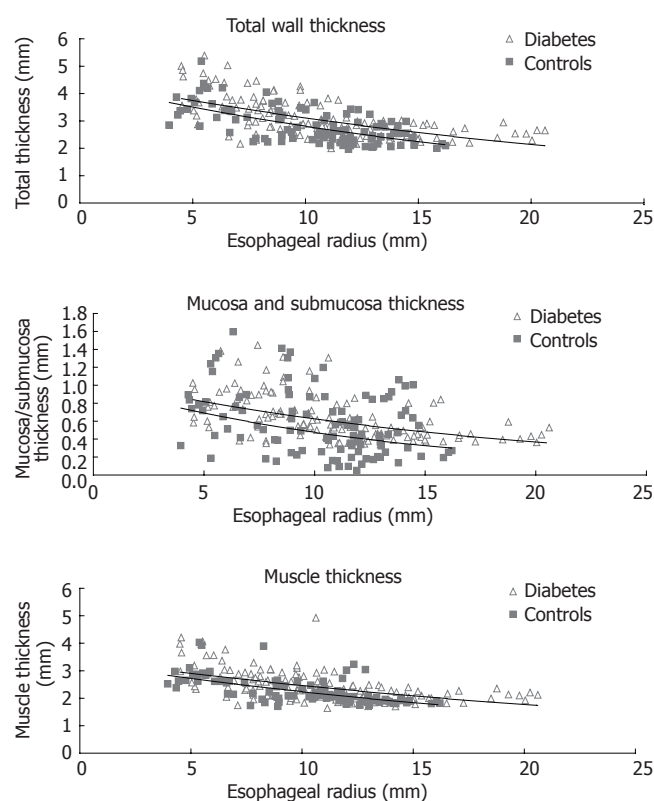 Total wall thickness
Diabetes
Controls
Total thickness (mm)
6
5
4
3
2
1
0
0 5 10 15 20 25
Esophageal radius (mm)
Mucosa and submucosa thickness
Diabetes
Controls
Mucosa/submucosa
thickness (mm)
1.8
1.6
1.4
1.2
1.0
0.8
0.6
0.4
0.2
0.0
0 5 10 15 20 25
Esophageal radius (mm)
Muscle thickness
Diabetes
Controls
Muscle thickness
(mm)
6
5
4
3
2
1
0
0 5 10 15 20 25
Esophageal radius (mm)